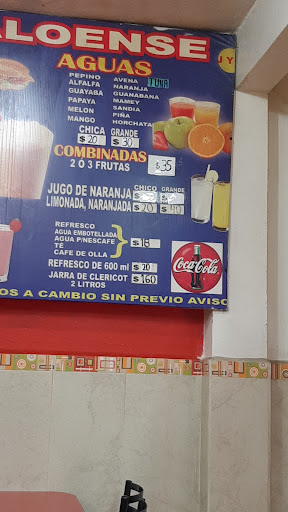 ALOENSE
J Y
AGUAS
PEPINO AVENA TUNA
ALFALFA NARANJA
GUAYABA GUANABANA
PAPAYA MAMEY
MELON SANDIA
MANGO PIÑA
HORCHATA
CHICA GRANDE
$ 20 $ 30
COMBINADAS
2 O 3 FRUTAS $ 35
JUGO DE NARANJA CHICO GRANDE
LIMONADA, NARANJADA $ 20 $
REFRESCO
AGUA EMBOTELLADA
AGUA P/NESCAFE $ 18
TÉ
CAFE DE OLLA
Coca-Cola
REFRESCO DE 600 ml $ 20
JARRA DE CLERICOT $ 160
2 LITROS
OS A CAMBIO SIN PREVIO AVISO